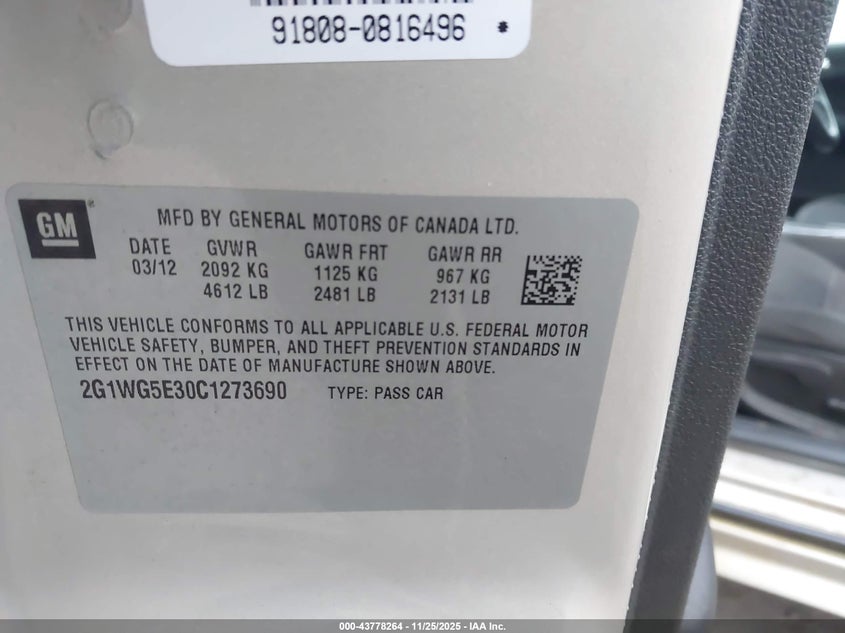 91808-0816496 *
GM
MFD BY GENERAL MOTORS OF CANADA LTD.
DATE GVWR GAWR FRT GAWR RR
03/12 2092 KG 1125 KG 967 KG
4612 LB 2481 LB 2131 LB
THIS VEHICLE CONFORMS TO ALL APPLICABLE U.S. FEDERAL MOTOR
VEHICLE SAFETY, BUMPER, AND THEFT PREVENTION STANDARDS IN
EFFECT ON THE DATE OF MANUFACTURE SHOWN ABOVE.
2G1WG5E30C1273690 TYPE: PASS CAR
000-43778264 - 11/25/2025 - IAA Inc.